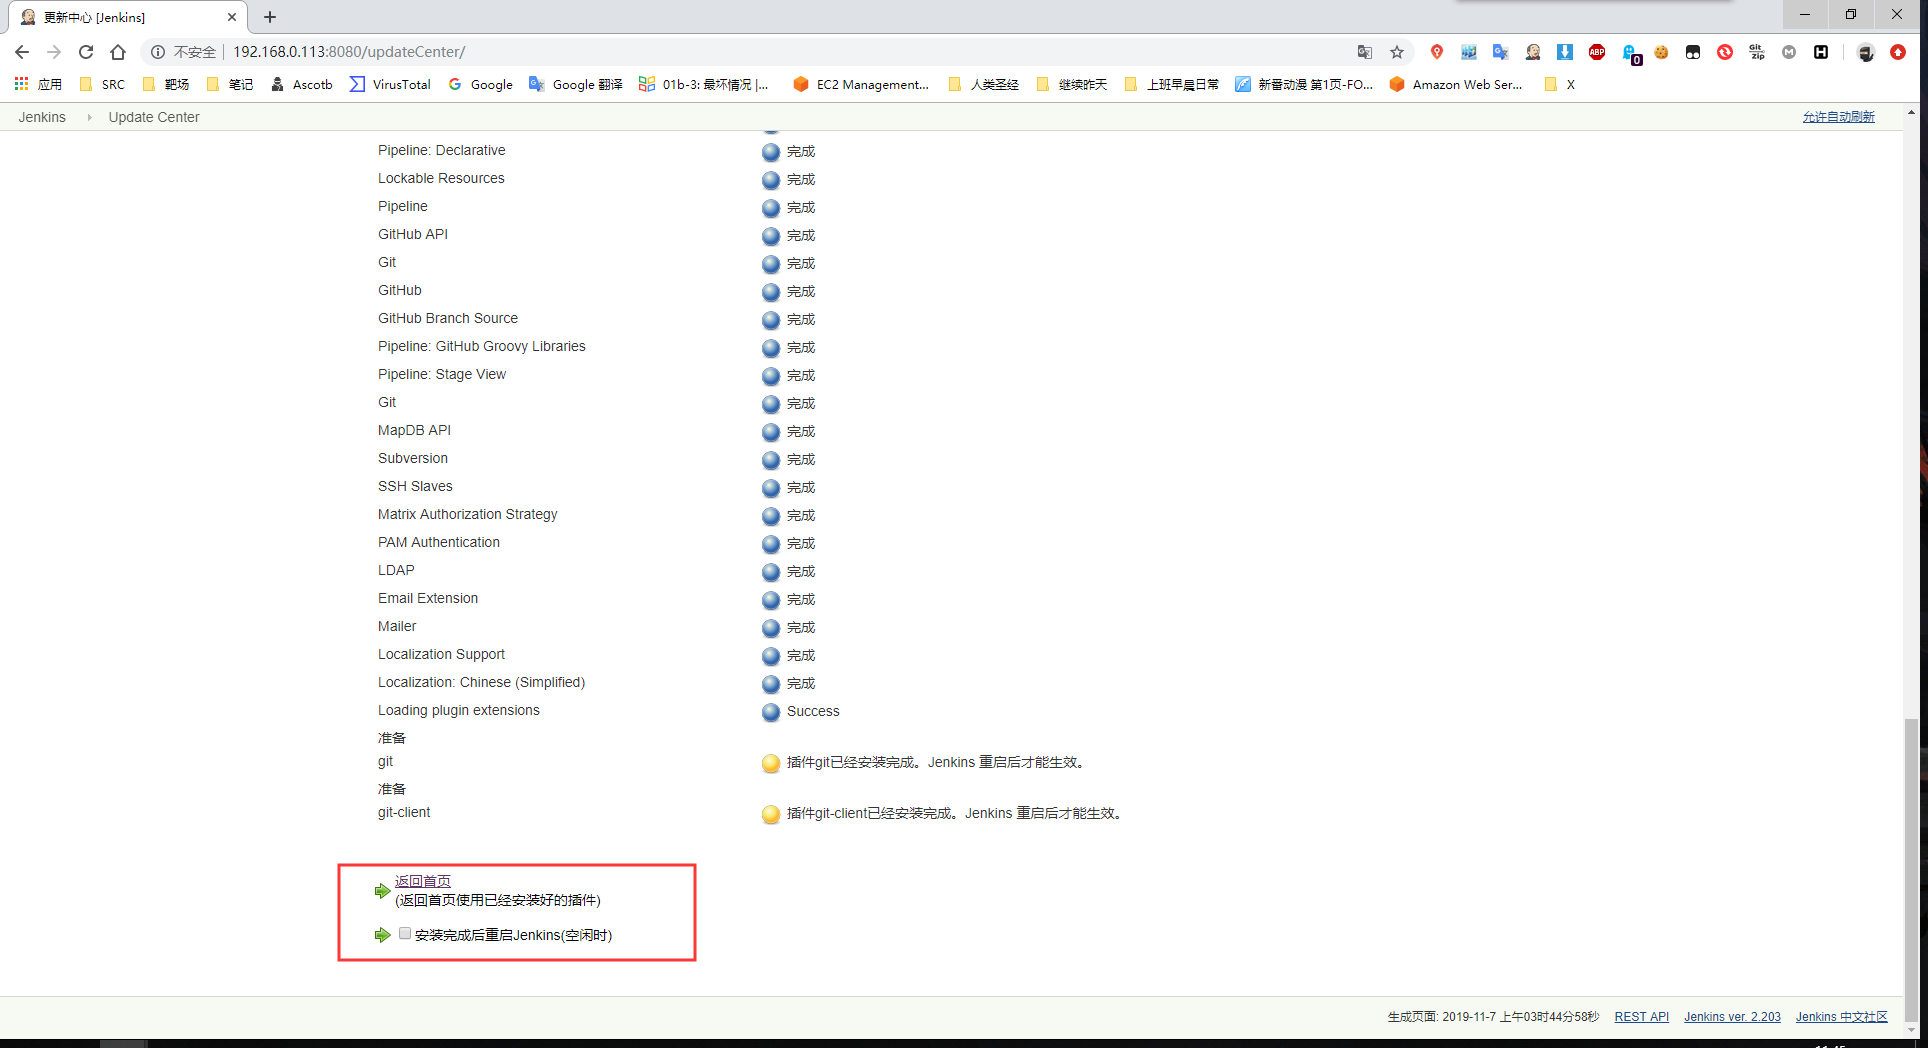 更新中心 [Jenkins]
不安全 192.168.0.113:8080/updateCenter/
ABP 0 Git zip M H
应用 SRC 靶场 笔记 Ascotb VirusTotal Google Google 翻译 01b-3: 最坏情况 |... EC2 Management... 人类圣经 继续昨天 上班早晨日常 新番动漫 第1页-FO... Amazon Web Ser... X
Jenkins Update Center 允许自动刷新
Pipeline: Declarative 完成
Lockable Resources 完成
Pipeline 完成
GitHub API 完成
Git 完成
GitHub 完成
GitHub Branch Source 完成
Pipeline: GitHub Groovy Libraries 完成
Pipeline: Stage View 完成
Git 完成
MapDB API 完成
Subversion 完成
SSH Slaves 完成
Matrix Authorization Strategy 完成
PAM Authentication 完成
LDAP 完成
Email Extension 完成
Mailer 完成
Localization Support 完成
Localization: Chinese (Simplified) 完成
Loading plugin extensions Success
准备
git 插件git已经安装完成。Jenkins 重启后才能生效。
准备
git-client 插件git-client已经安装完成。Jenkins 重启后才能生效。
返回首页
(返回首页使用已经安装好的插件)
安装完成后重启Jenkins(空闲时)
生成页面: 2019-11-7 上午03时44分58秒 REST API Jenkins ver. 2.203 Jenkins 中文社区